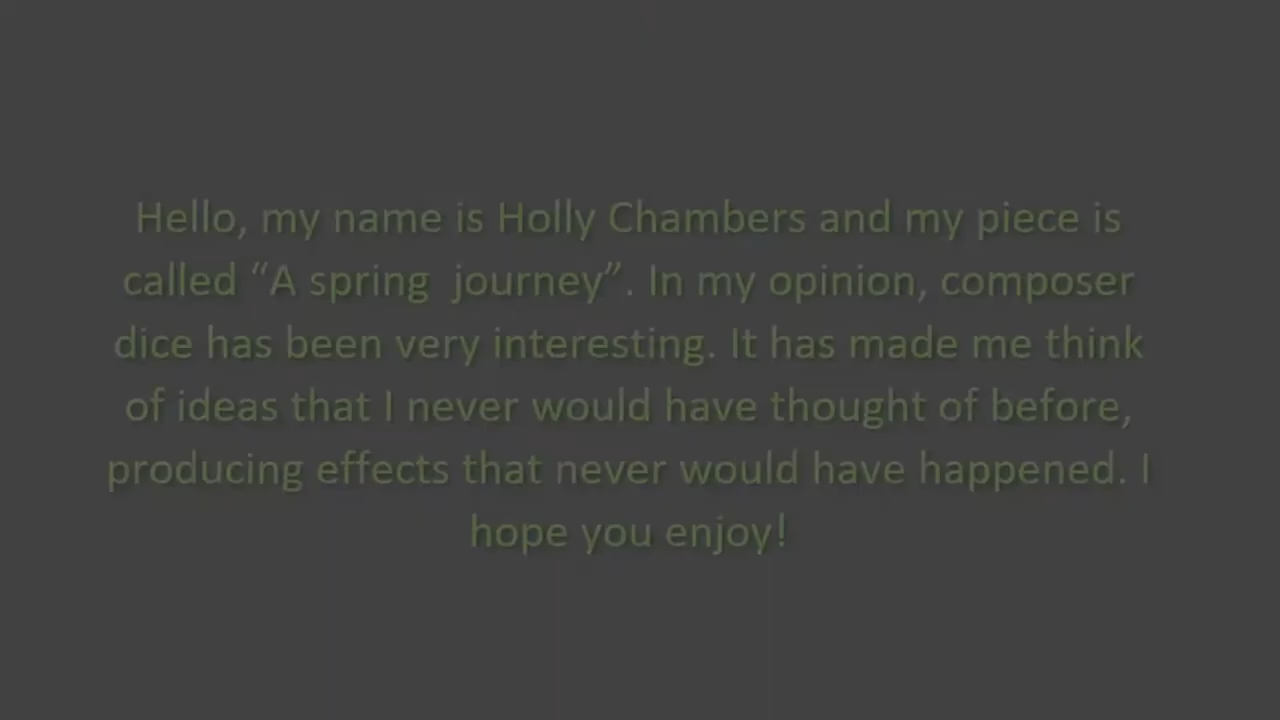 Hello, my name is Holly Chambers and my piece is
called “A spring  journey”. In my opinion, composer
dice has been very interesting. It has made me think
of ideas that I never would have thought of before,
producing effects that never would have happened. I
hope you enjoy!